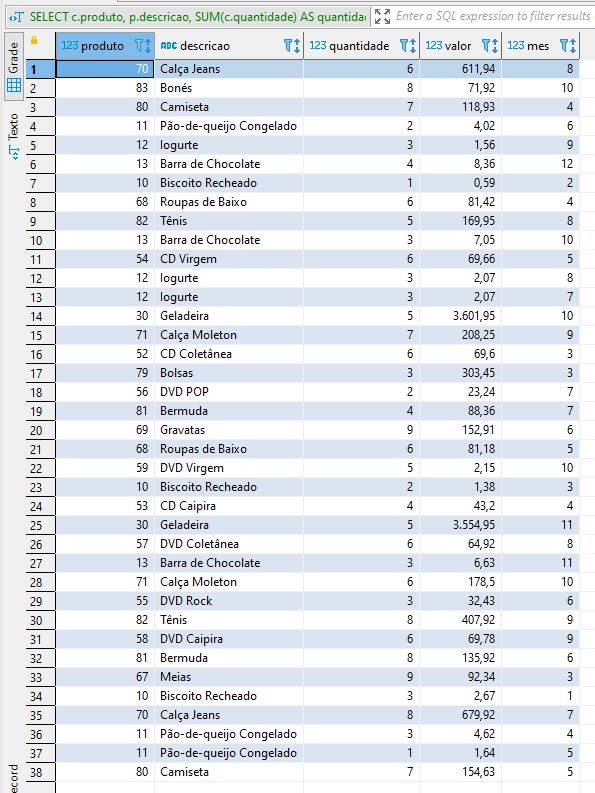 SELECT c.produto, p.descricao, SUM(c.quantidade) AS quantidad Enter a SQL expression to filter results
Grade
Texto
ecord
123 produto ABC descricao 123 quantidade 123 valor 123 mes
1 70 Calça Jeans 6 611,94 8
2 83 Bonés 8 71,92 10
3 80 Camiseta 7 118,93 4
4 11 Pão-de-queijo Congelado 2 4,02 6
5 12 Iogurte 3 1,56 9
6 13 Barra de Chocolate 4 8,36 12
7 10 Biscoito Recheado 1 0,59 2
8 68 Roupas de Baixo 6 81,42 4
9 82 Tênis 5 169,95 8
10 13 Barra de Chocolate 3 7,05 10
11 54 CD Virgem 6 69,66 5
12 12 Iogurte 3 2,07 8
13 12 Iogurte 3 2,07 7
14 30 Geladeira 5 3.601,95 10
15 71 Calça Moleton 7 208,25 9
16 52 CD Coletânea 6 69,6 3
17 79 Bolsas 3 303,45 3
18 56 DVD POP 2 23,24 7
19 81 Bermuda 4 88,36 7
20 69 Gravatas 9 152,91 6
21 68 Roupas de Baixo 6 81,18 5
22 59 DVD Virgem 5 2,15 10
23 10 Biscoito Recheado 2 1,38 3
24 53 CD Caipira 4 43,2 4
25 30 Geladeira 5 3.554,95 11
26 57 DVD Coletânea 6 64,92 8
27 13 Barra de Chocolate 3 6,63 11
28 71 Calça Moleton 6 178,5 10
29 55 DVD Rock 3 32,43 6
30 82 Tênis 8 407,92 9
31 58 DVD Caipira 6 69,78 9
32 81 Bermuda 8 135,92 6
33 67 Meias 9 92,34 3
34 10 Biscoito Recheado 3 2,67 1
35 70 Calça Jeans 8 679,92 7
36 11 Pão-de-queijo Congelado 3 4,62 4
37 11 Pão-de-queijo Congelado 1 1,64 5
38 80 Camiseta 7 154,63 5